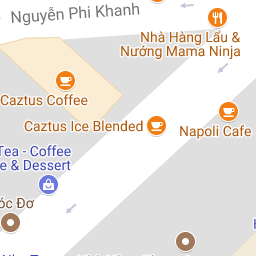 Nguyễn Phi Khanh
Nhà Hàng Lẩu &
Nướng Mama Ninja
Caztus Coffee
Caztus Ice Blended
Napoli Cafe
Tea - Coffee
e & Dessert
óc Đơ